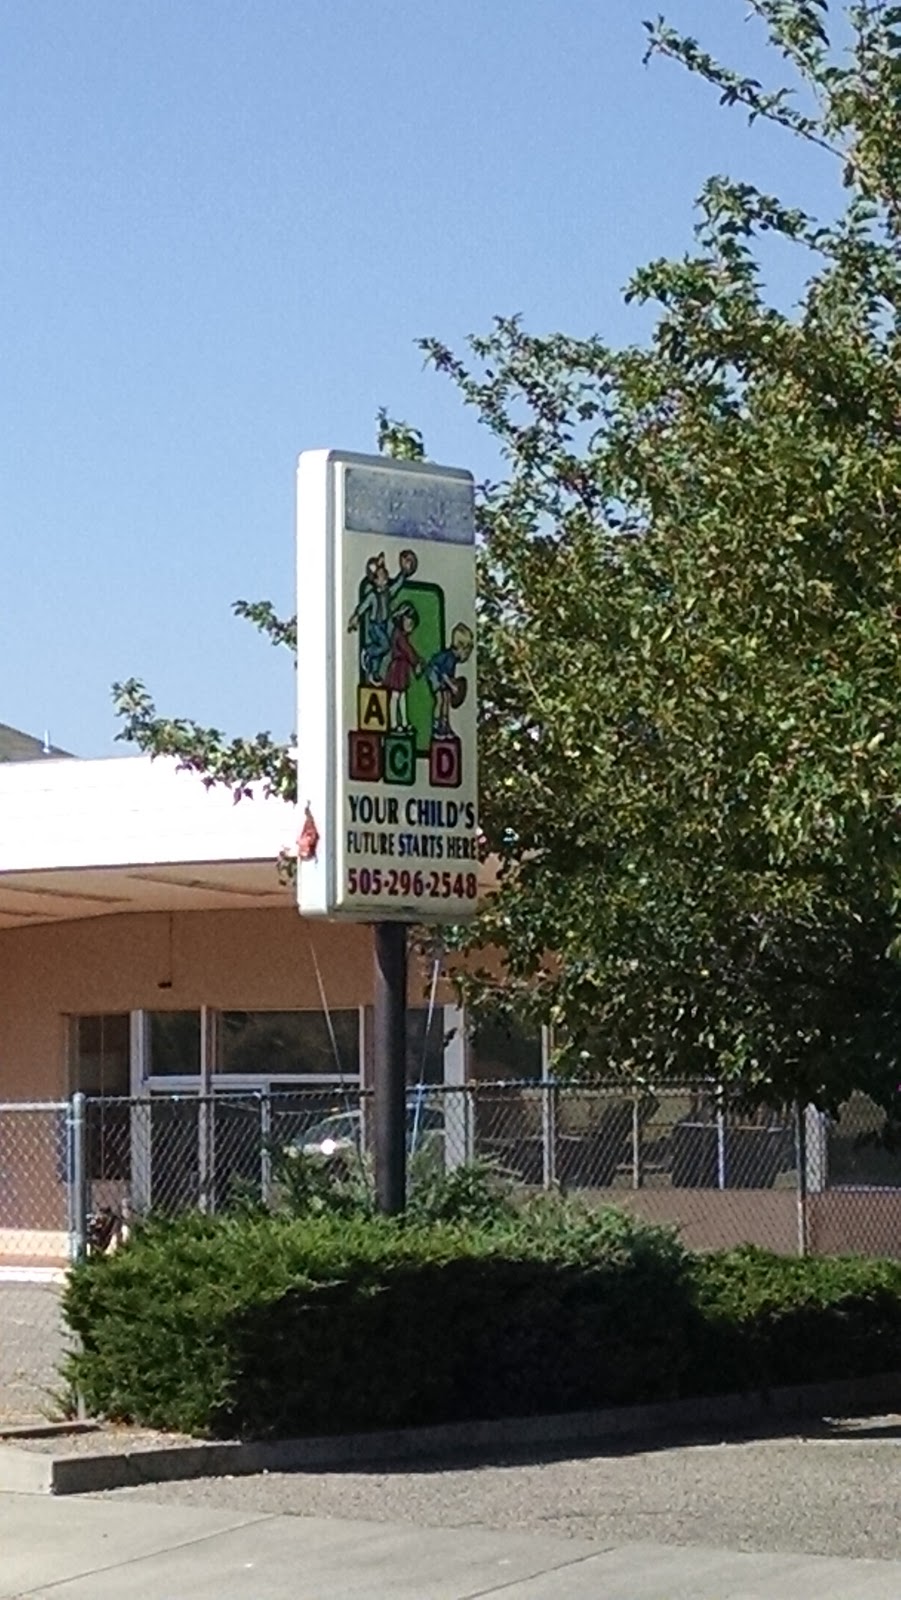 A
B C D
YOUR CHILD'S
FUTURE STARTS HERE
505-296-2548